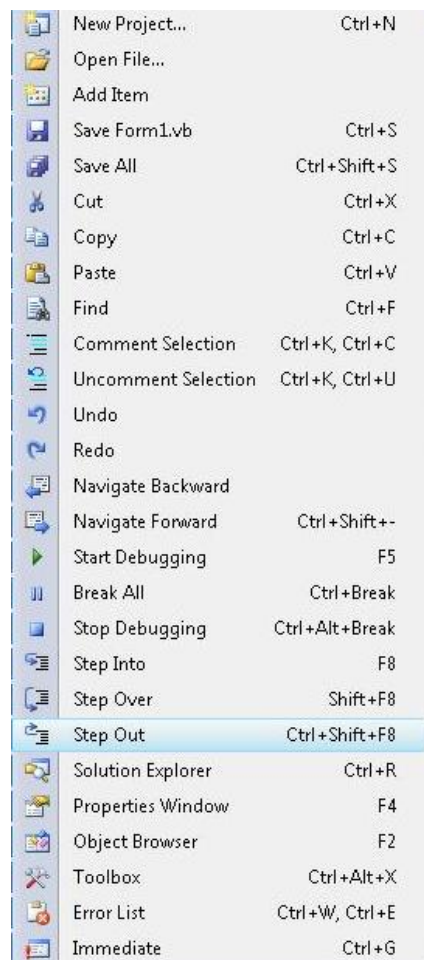 New Project... Ctrl+N
Open File...
Add Item
Save Form1.vb Ctrl+S
Save All Ctrl+Shift+S
Cut Ctrl+X
Copy Ctrl+C
Paste Ctrl+V
Find Ctrl+F
Comment Selection Ctrl+K, Ctrl+C
Uncomment Selection Ctrl+K, Ctrl+U
Undo
Redo
Navigate Backward
Navigate Forward Ctrl+Shift+-
Start Debugging F5
Break All Ctrl+Break
Stop Debugging Ctrl+Alt+Break
Step Into F8
Step Over Shift+F8
Step Out Ctrl+Shift+F8
Solution Explorer Ctrl+R
Properties Window F4
Object Browser F2
Toolbox Ctrl+Alt+X
Error List Ctrl+W, Ctrl+E
Immediate Ctrl+G